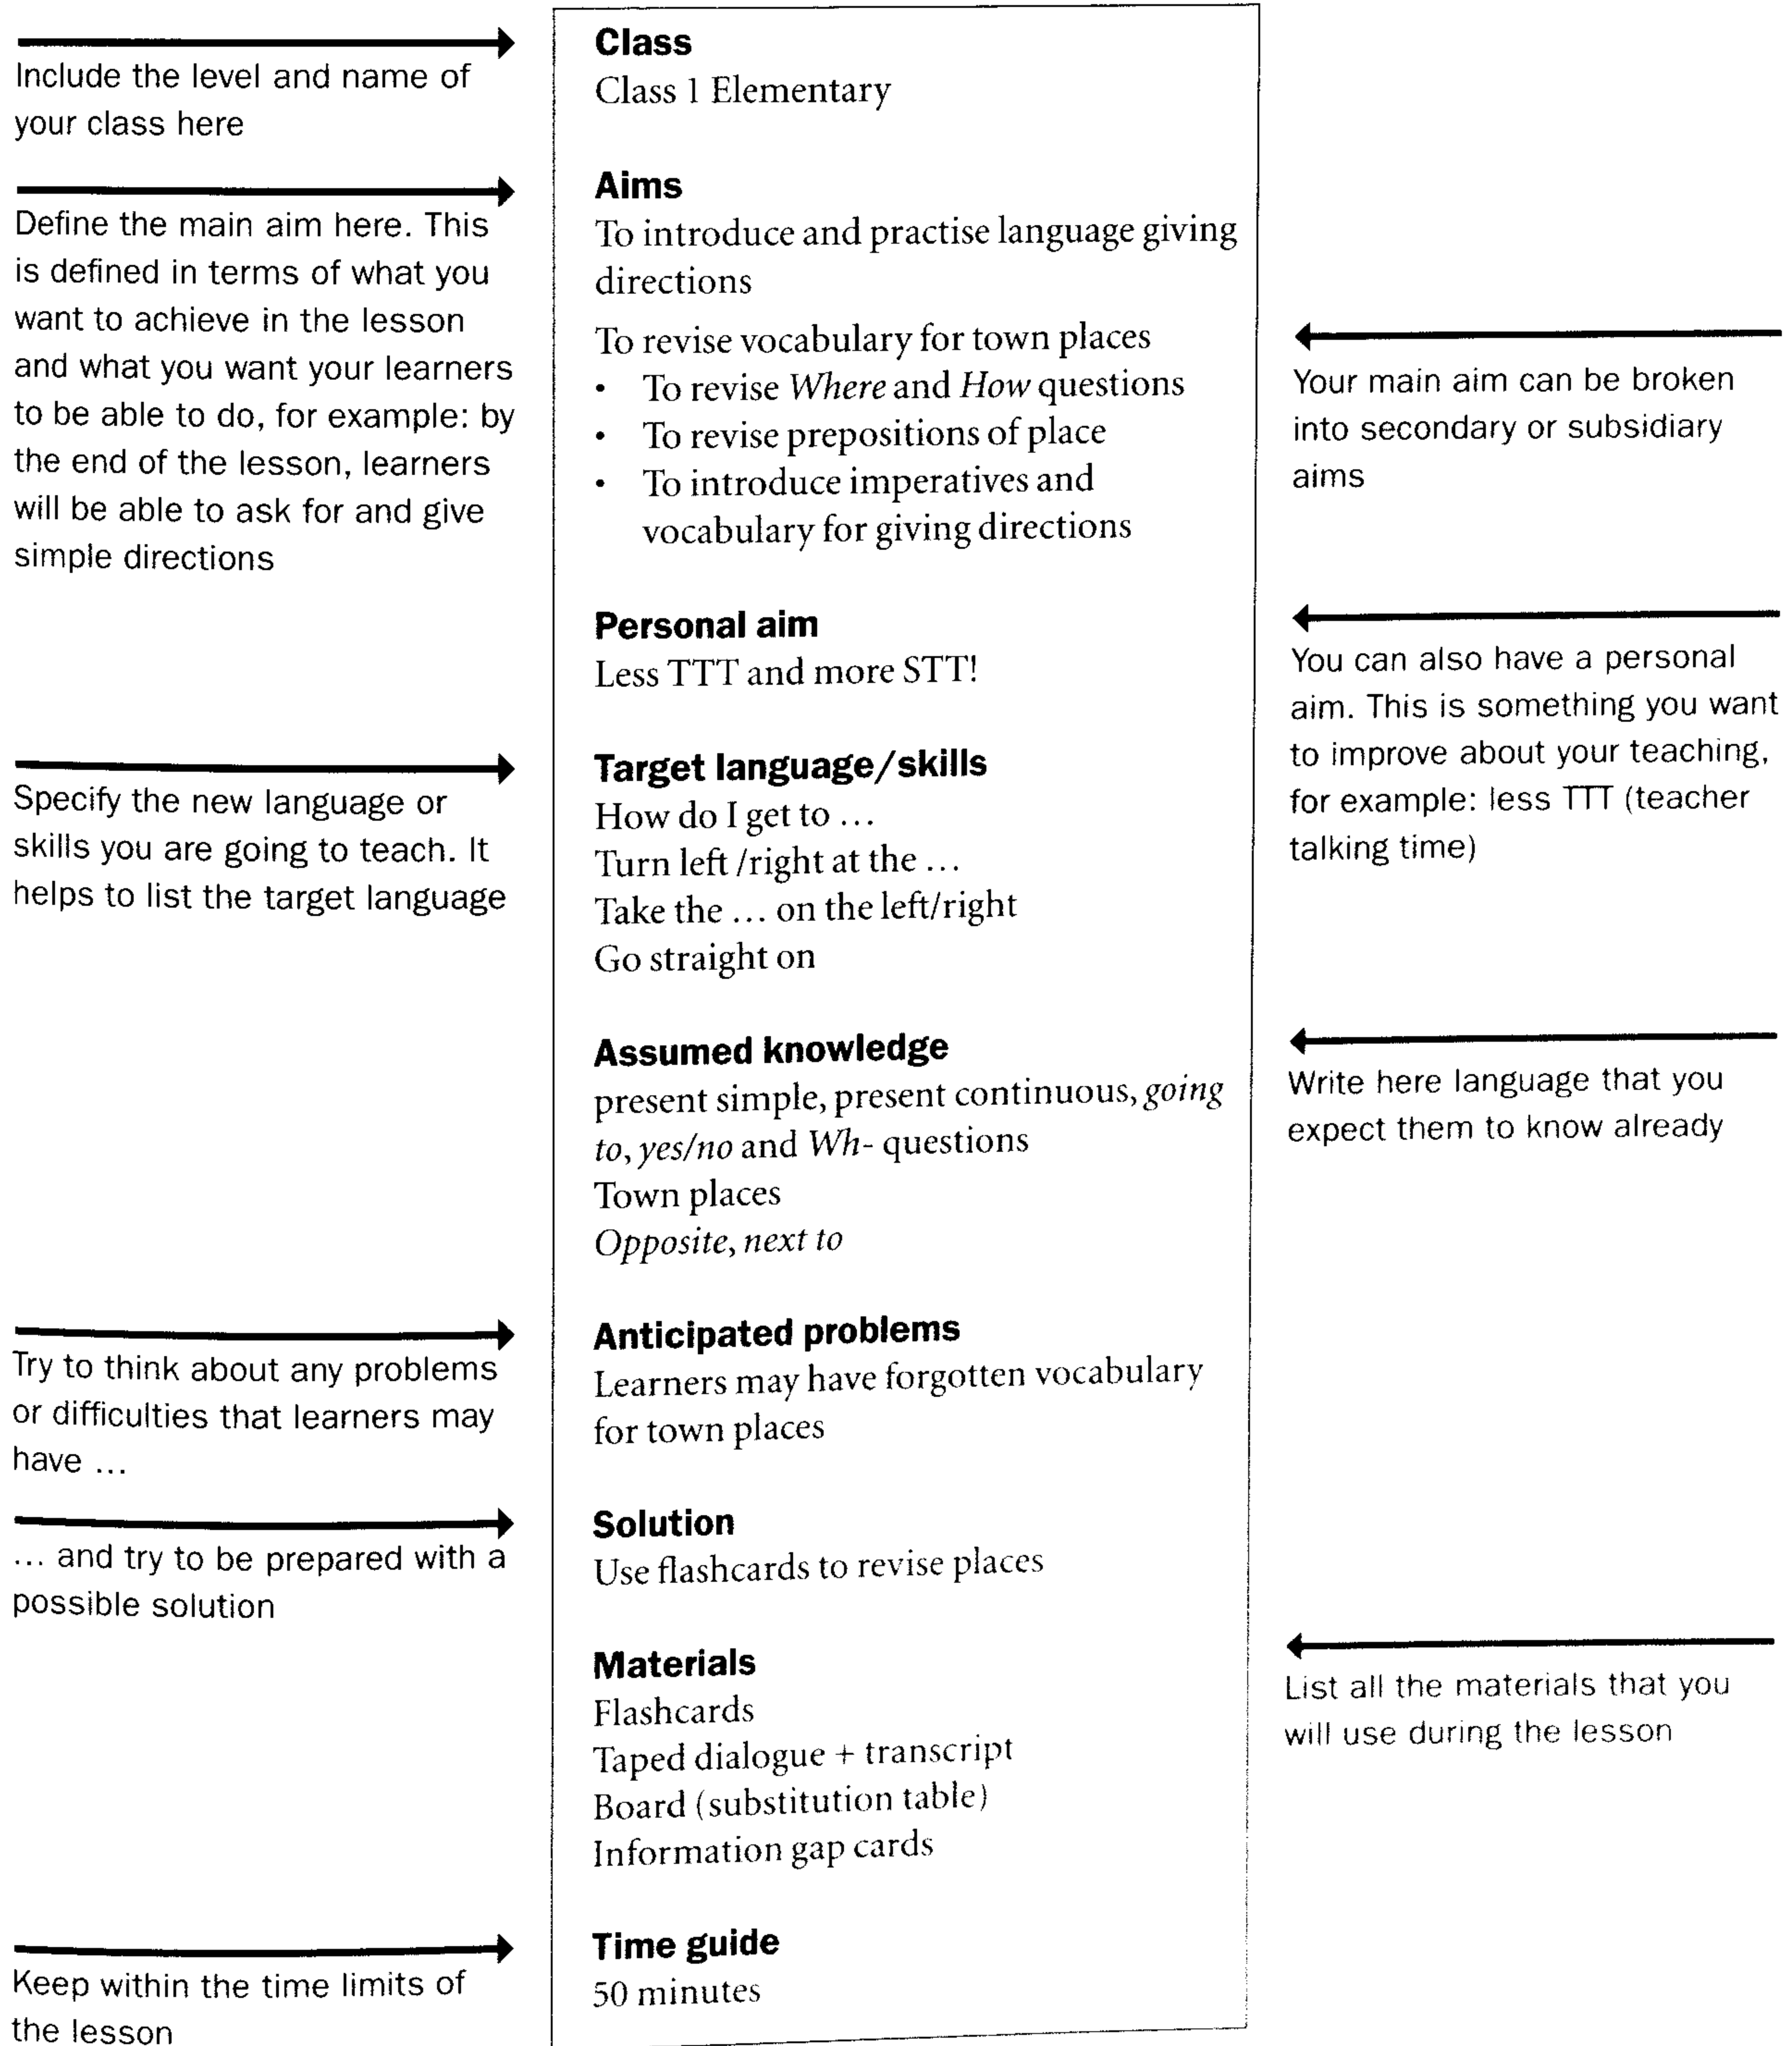 Include the level and name of
your class here
Define the main aim here. This
is defined in terms of what you
want to achieve in the lesson
and what you want your learners
to be able to do, for example: by
the end of the lesson, learners
will be able to ask for and give
simple directions
Specify the new language or
skills you are going to teach. It
helps to list the target language
Try to think about any problems
or difficulties that learners may
have ...
... and try to be prepared with a
possible solution
Keep within the time limits of
the lesson
Class
Class 1 Elementary
Aims
To introduce and practise language giving
directions
To revise vocabulary for town places
• To revise Where and How questions
• To revise prepositions of place
• To introduce imperatives and
vocabulary for giving directions
Personal aim
Less TTT and more STT!
Target language/skills
How do I get to ...
Turn left /right at the ...
Take the ... on the left/right
Go straight on
Assumed knowledge
present simple, present continuous, going
to, yes/no and Wh- questions
Town places
Opposite, next to
Anticipated problems
Learners may have forgotten vocabulary
for town places
Solution
Use flashcards to revise places
Materials
Flashcards
Taped dialogue + transcript
Board (substitution table)
Information gap cards
Time guide
50 minutes
Your main aim can be broken
into secondary or subsidiary
aims
You can also have a personal
aim. This is something you want
to improve about your teaching,
for example: less TTT (teacher
talking time)
Write here language that you
expect them to know already
List all the materials that you
will use during the lesson